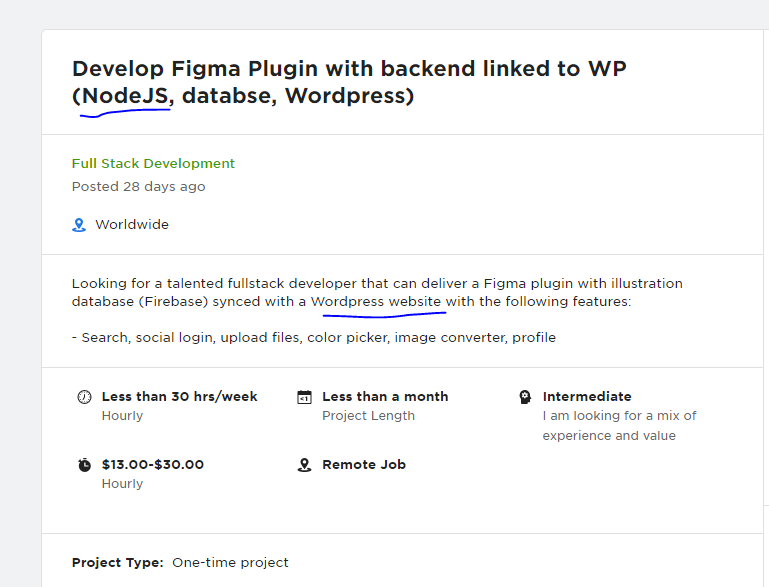 Develop Figma Plugin with backend linked to WP
(NodeJS, databse, Wordpress)
Full Stack Development
Posted 28 days ago
Worldwide
Looking for a talented fullstack developer that can deliver a Figma plugin with illustration
database (Firebase) synced with a Wordpress website with the following features:
- Search, social login, upload files, color picker, image converter, profile
Less than 30 hrs/week
Hourly
<1
Less than a month
Project Length
Intermediate
I am looking for a mix of
experience and value
$13.00-$30.00
Hourly
Remote Job
Project Type: One-time project